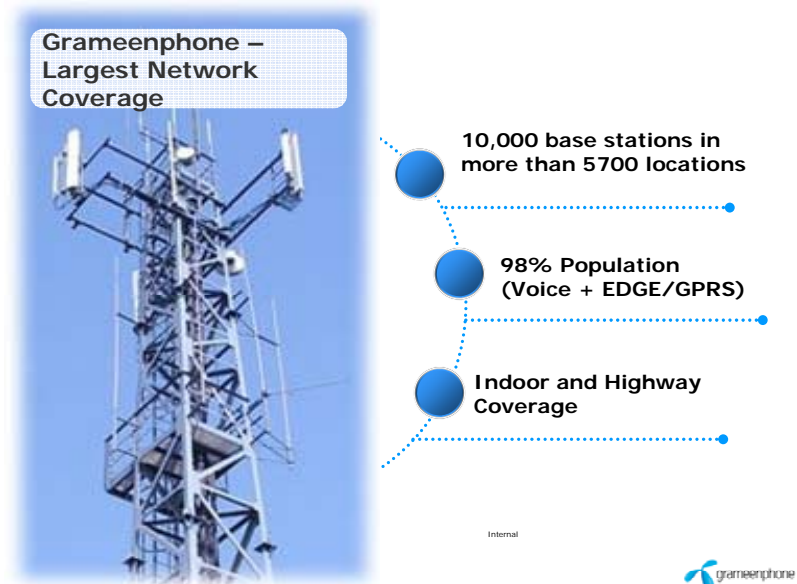 Grameenphone –
Largest Network
Coverage
10,000 base stations in
more than 5700 locations
98% Population
(Voice + EDGE/GPRS)
Indoor and Highway
Coverage
Internal
grameenphone